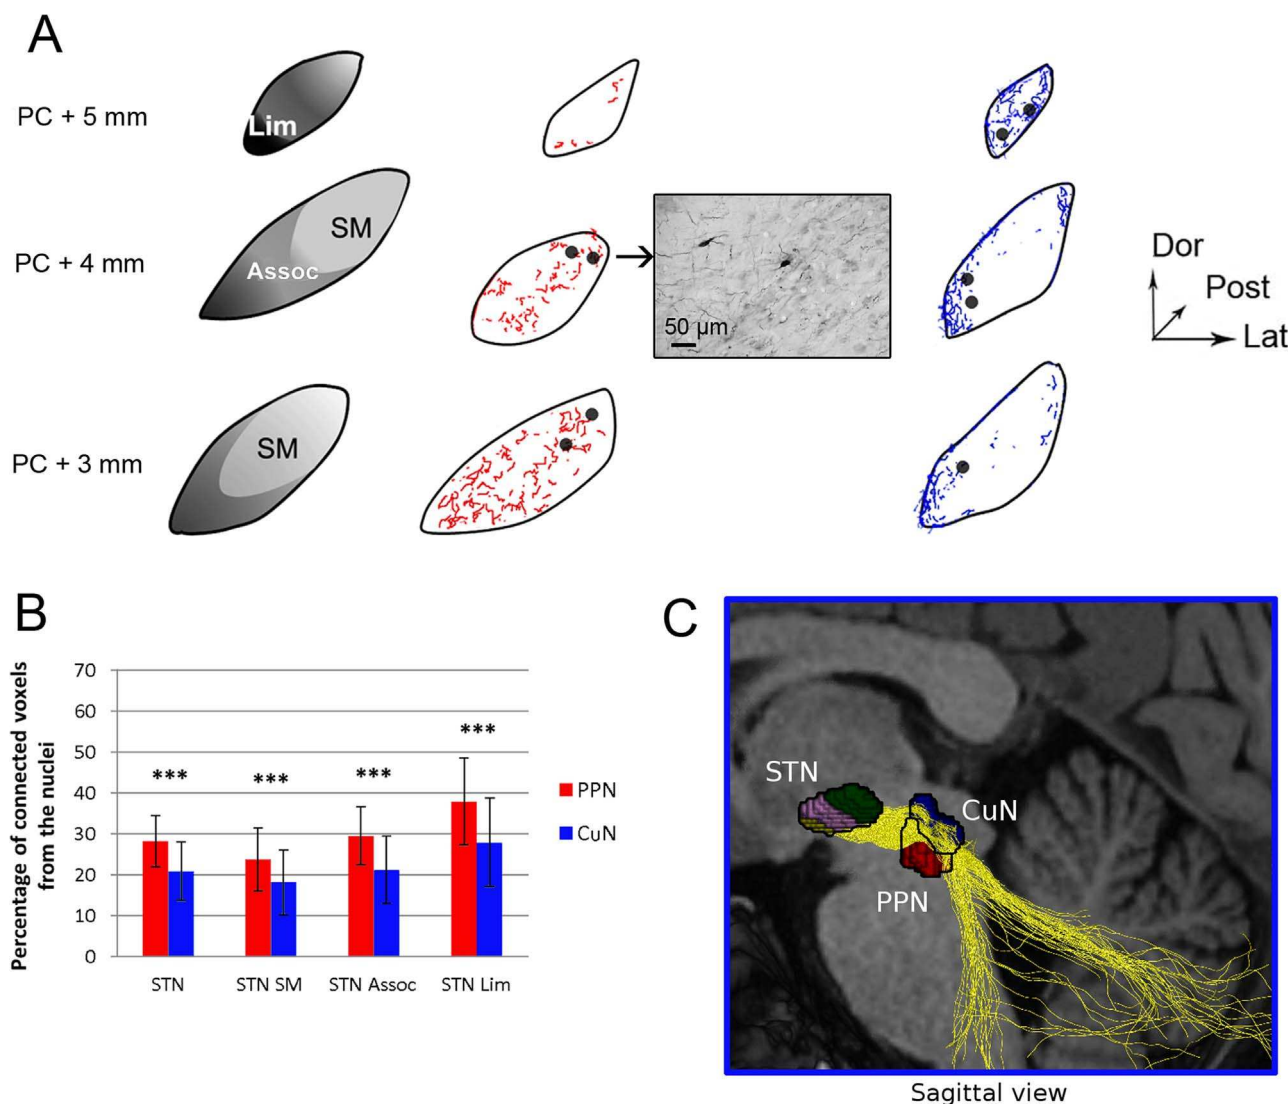 A
PC + 5 mm
Lim
PC + 4 mm
SM
Assoc
50 µm
Dor
Post
Lat
PC + 3 mm
SM
B
Percentage of connected voxels
from the nuclei
70
60
50
40
30
20
10
0
***
***
***
***
STN
STN SM
STN Assoc
STN Lim
PPN
CuN
C
STN
CuN
PPN
Sagittal view